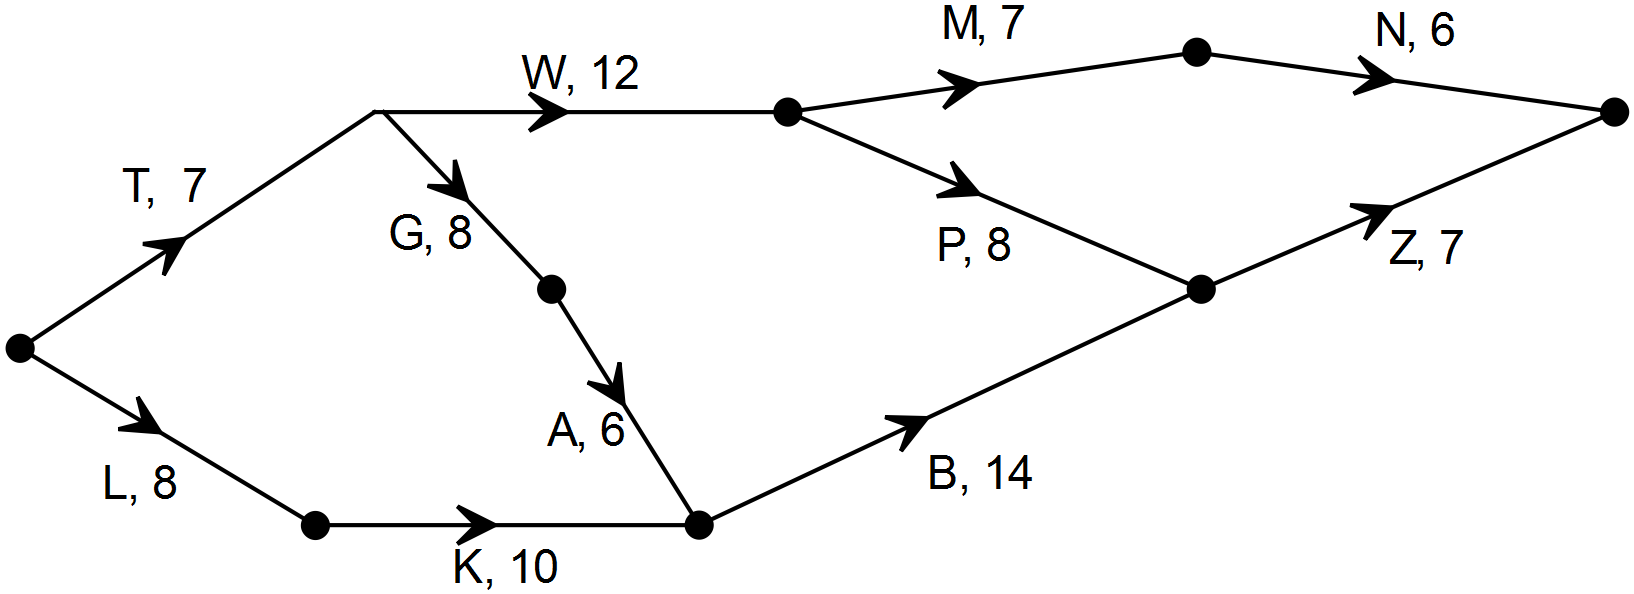 M, 7
N, 6
W, 12
T, 7
G, 8
P, 8
Z, 7
A, 6
L, 8
B, 14
K, 10